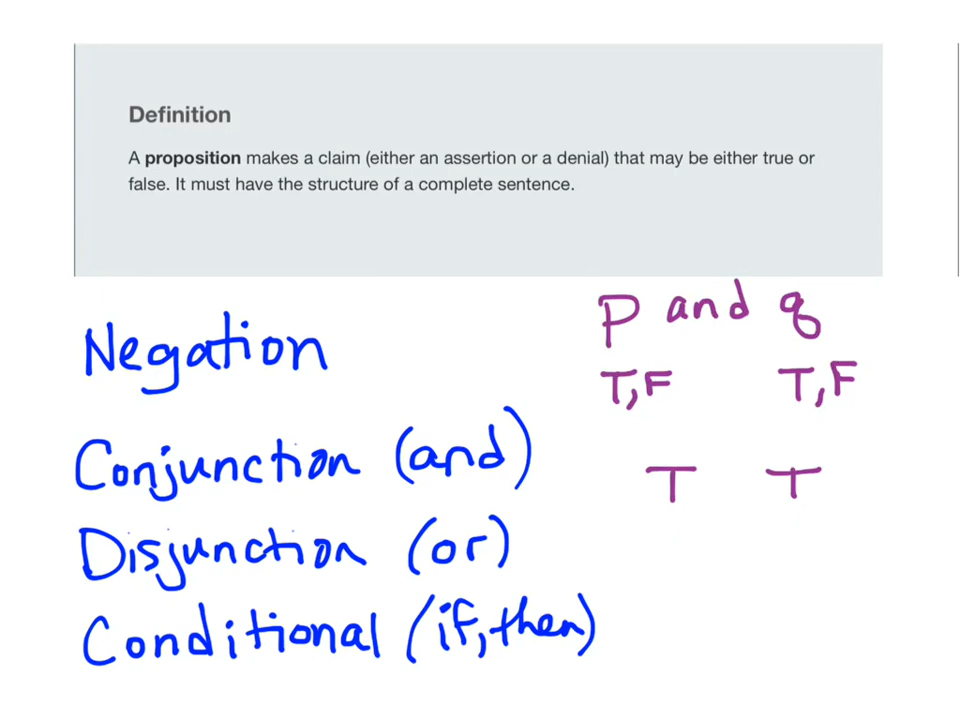 Definition
A proposition makes a claim (either an assertion or a denial) that may be either true or
false. It must have the structure of a complete sentence.
P and q
Negation
T,F T,F
Conjunction (and)
T T
Disjunction (or)
Conditional (if, then)